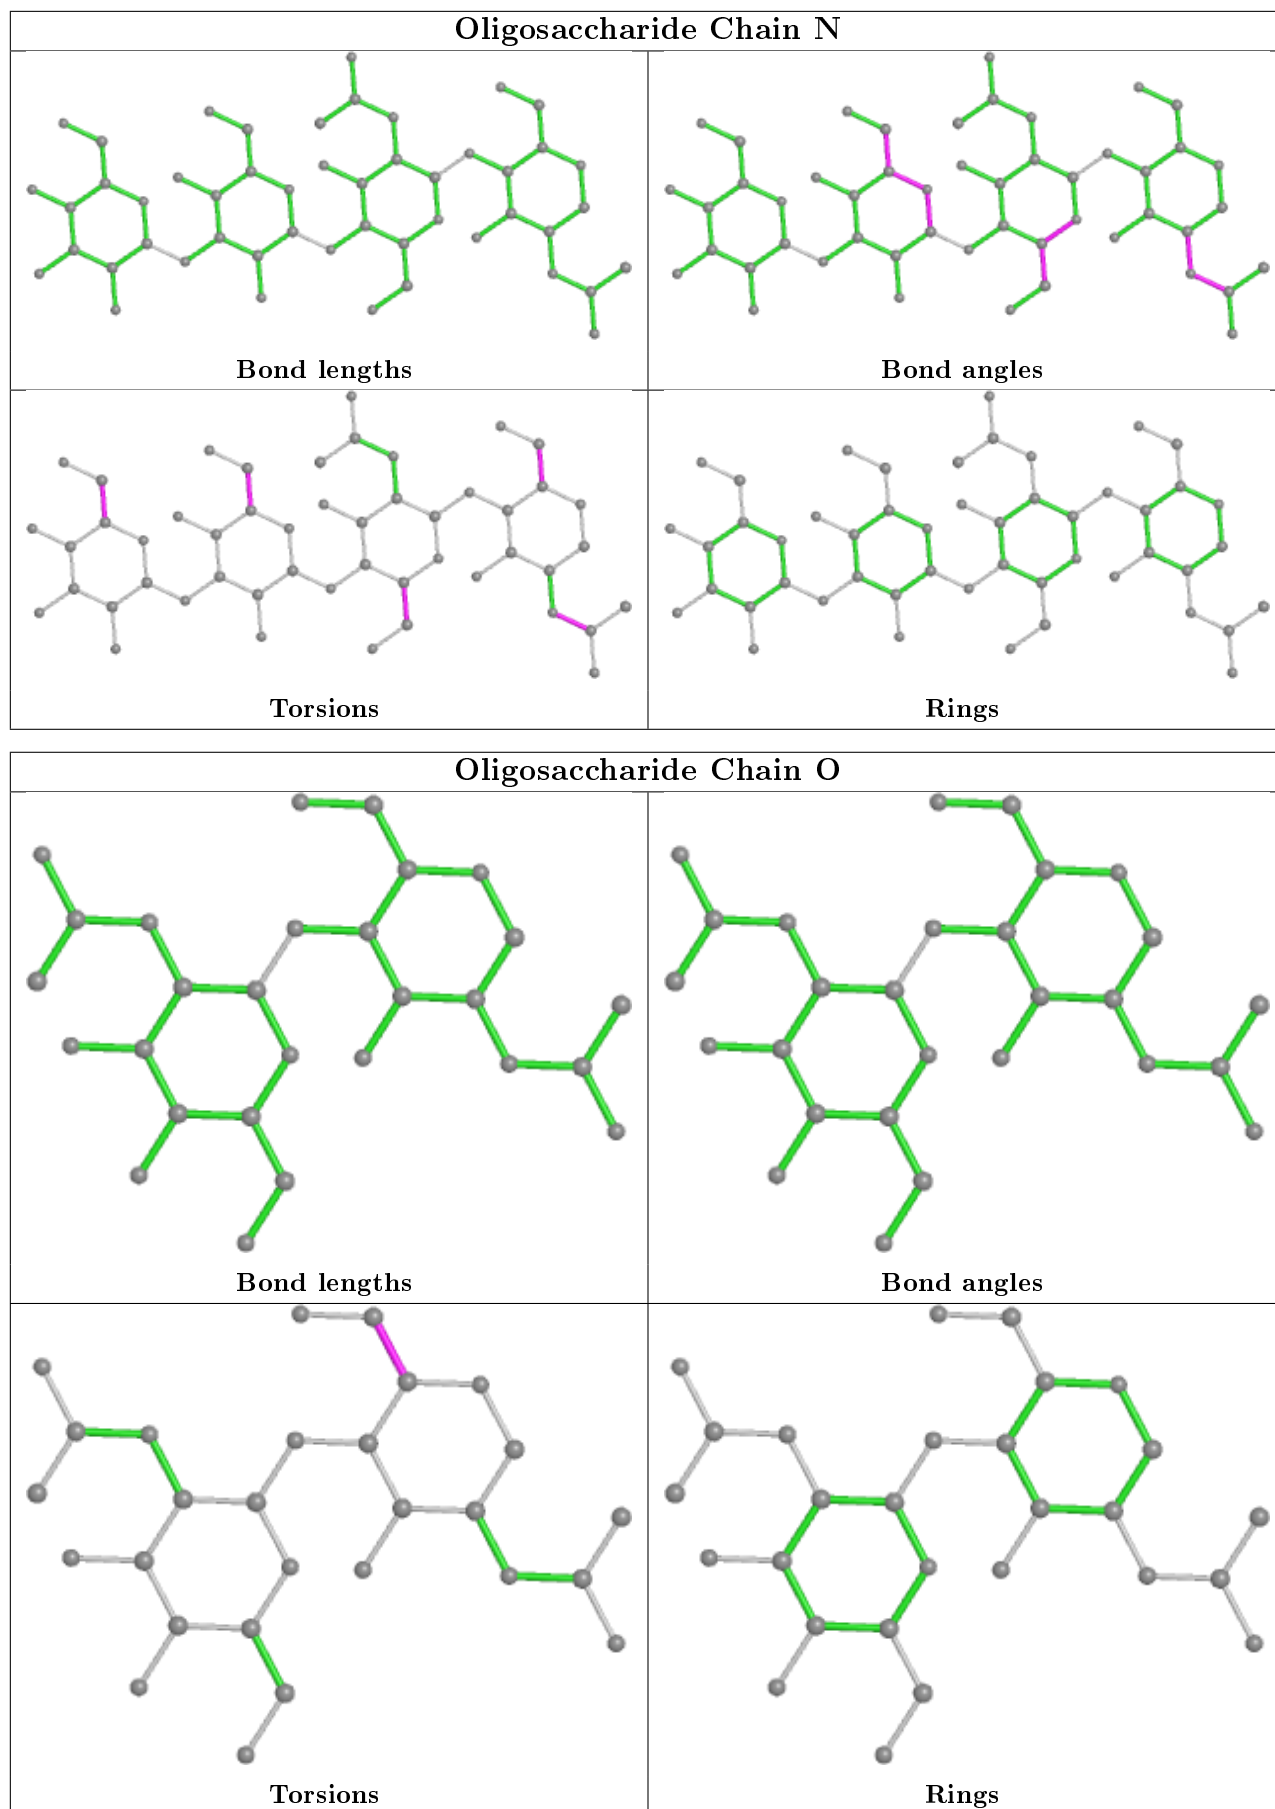 Oligosaccharide Chain N
Bond lengths
Bond angles
Torsions
Rings
Oligosaccharide Chain O
Bond lengths
Bond angles
Torsions
Rings